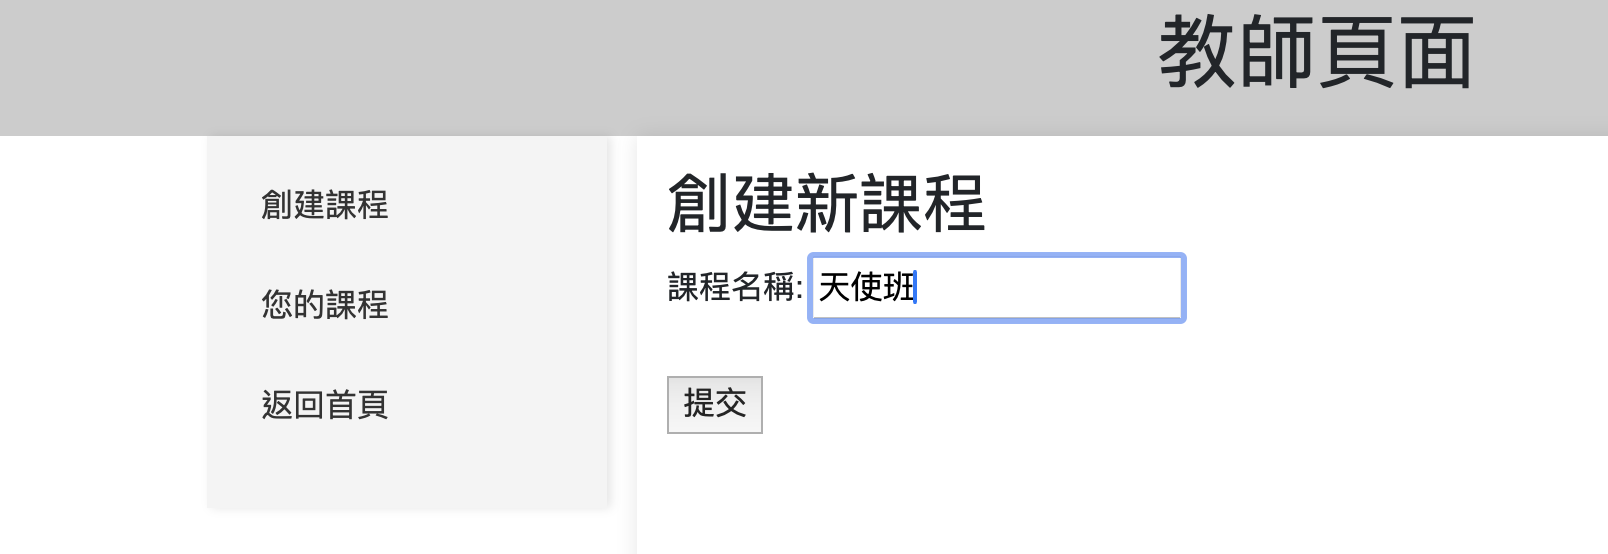 教師頁面
創建課程
您的課程
返回首頁
創建新課程
課程名稱: 天使班
提交